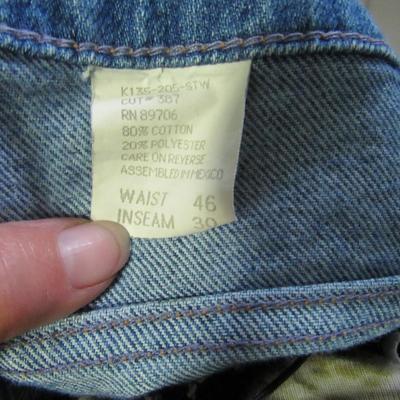 K135-205-STW
CUT# 387
RN 89706
80% COTTON
20% POLYESTER
CARE ON REVERSE
ASSEMBLED IN MEXICO
WAIST 46
INSEAM 30